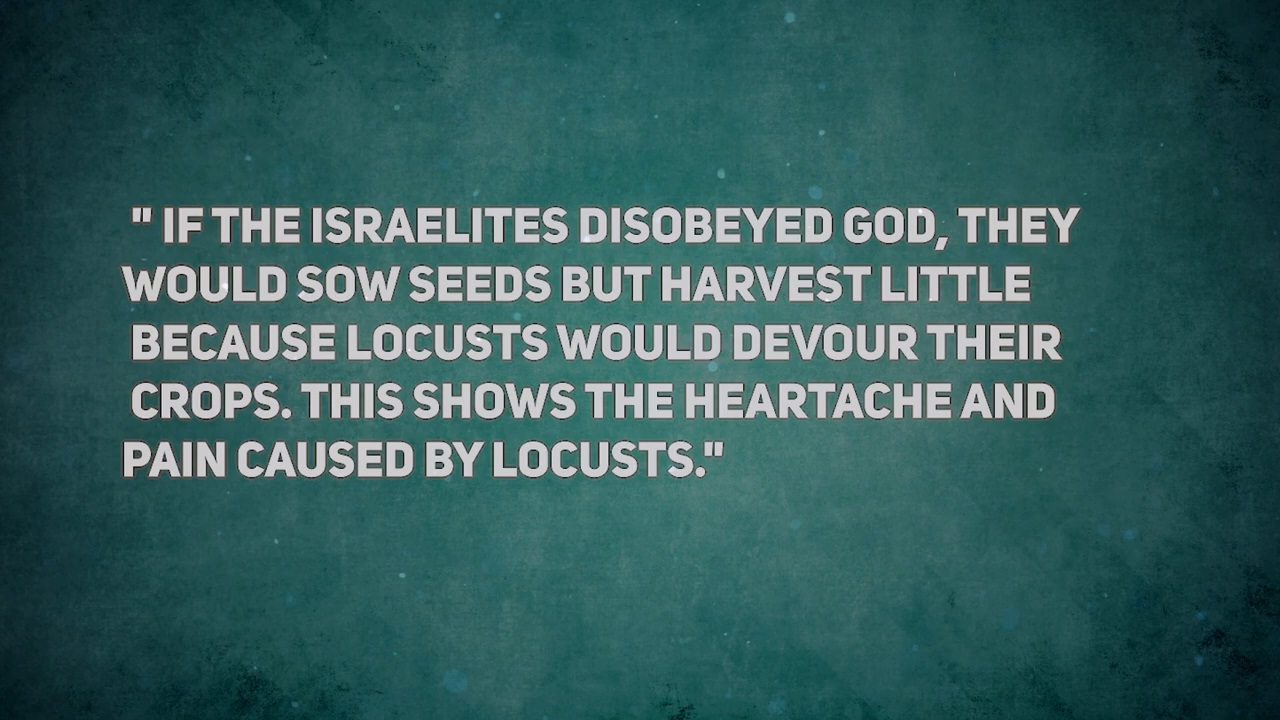 " IF THE ISRAELITES DISOBEYED GOD, THEY
WOULD SOW SEEDS BUT HARVEST LITTLE
BECAUSE LOCUSTS WOULD DEVOUR THEIR
CROPS. THIS SHOWS THE HEARTACHE AND
PAIN CAUSED BY LOCUSTS."